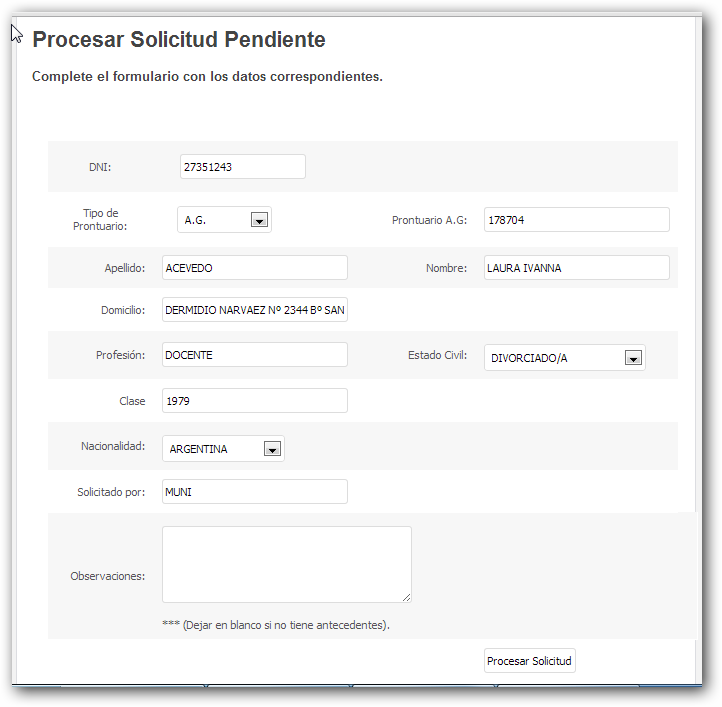 Procesar Solicitud Pendiente
Complete el formulario con los datos correspondientes.
DNI: 27351243
Tipo de
Prontuario: A.G. Prontuario A.G: 178704
Apellido: ACEVEDO Nombre: LAURA IVANNA
Domicilio: DERMIDIO NARVAEZ Nº 2344 Bº SAN
Profesión: DOCENTE Estado Civil: DIVORCIADO/A
Clase 1979
Nacionalidad: ARGENTINA
Solicitado por: MUNI
Observaciones:
*** (Dejar en blanco si no tiene antecedentes).
Procesar Solicitud